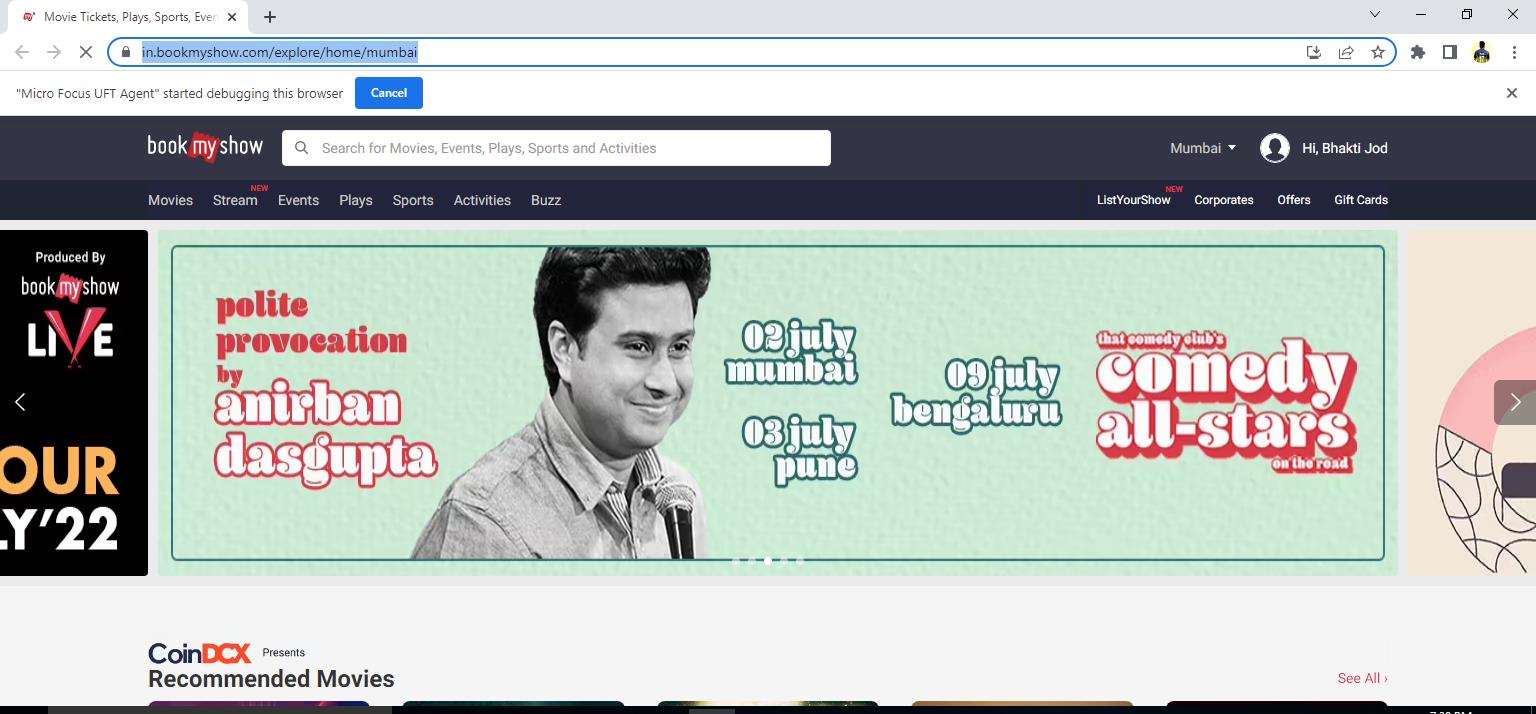 Movie Tickets, Plays, Sports, Even
in.bookmyshow.com/explore/home/mumbai
"Micro Focus UFT Agent" started debugging this browser
Cancel
book my show
Search for Movies, Events, Plays, Sports and Activities
Mumbai
Hi, Bhakti Jod
Movies
Stream
NEW
Events
Plays
Sports
Activities
Buzz
ListYourShow
NEW
Corporates
Offers
Gift Cards
Produced By
book my show
LIVE
OUR
LY'22
polite
provocation
by
anirban
dasgupta
02 july
mumbai
03 july
pune
09 july
bengaluru
that comedy club's
comedy
all-stars
on the road
CoinDCX
Presents
Recommended Movies
See All ›